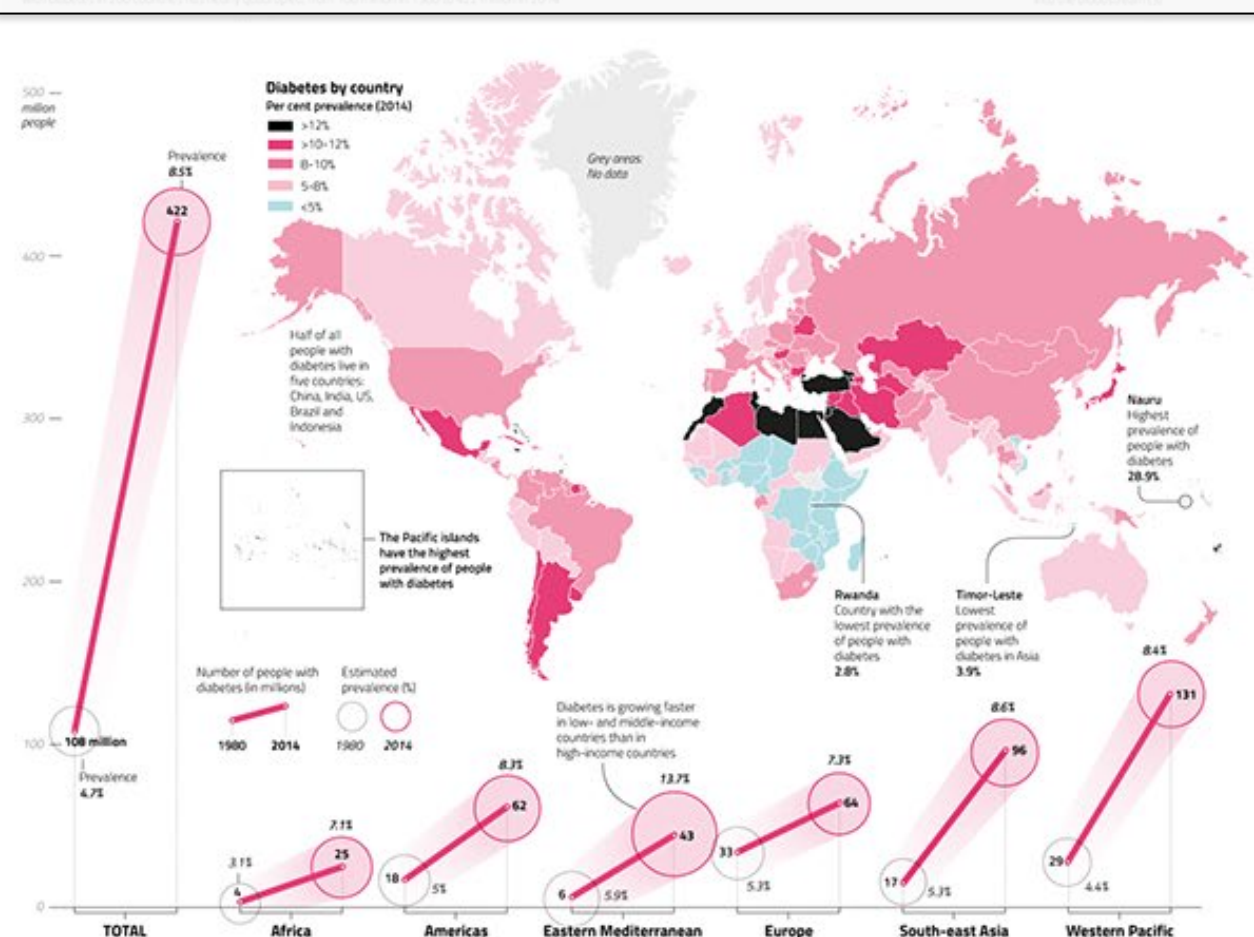 500
million
people
400
300
200
100
0
Diabetes by country
Per cent prevalence (2014)
>12%
>10-12%
8-10%
5-8%
<5%
Grey areas:
No data
Prevalence
8.5%
422
108 million
Prevalence
4.7%
Half of all
people with
diabetes live in
five countries:
China, India, US,
Brazil and
Indonesia
The Pacific islands
have the highest
prevalence of people
with diabetes
Nauru
Highest
prevalence of
people with
diabetes
28.9%
Rwanda
Country with the
lowest prevalence
of people with
diabetes
2.8%
Timor-Leste
Lowest
prevalence of
people with
diabetes in Asia
3.9%
Number of people with
diabetes (in millions)
1980 2014
Estimated
prevalence (%)
1980 2014
Diabetes is growing faster
in low- and middle-income
countries than in
high-income countries
3.1%
4
7.1%
25
18
5%
8.3%
62
6
5.9%
13.7%
43
33
5.3%
7.3%
64
17
5.3%
8.6%
96
29
4.4%
8.4%
131
TOTAL
Africa
Americas
Eastern Mediterranean
Europe
South-east Asia
Western Pacific